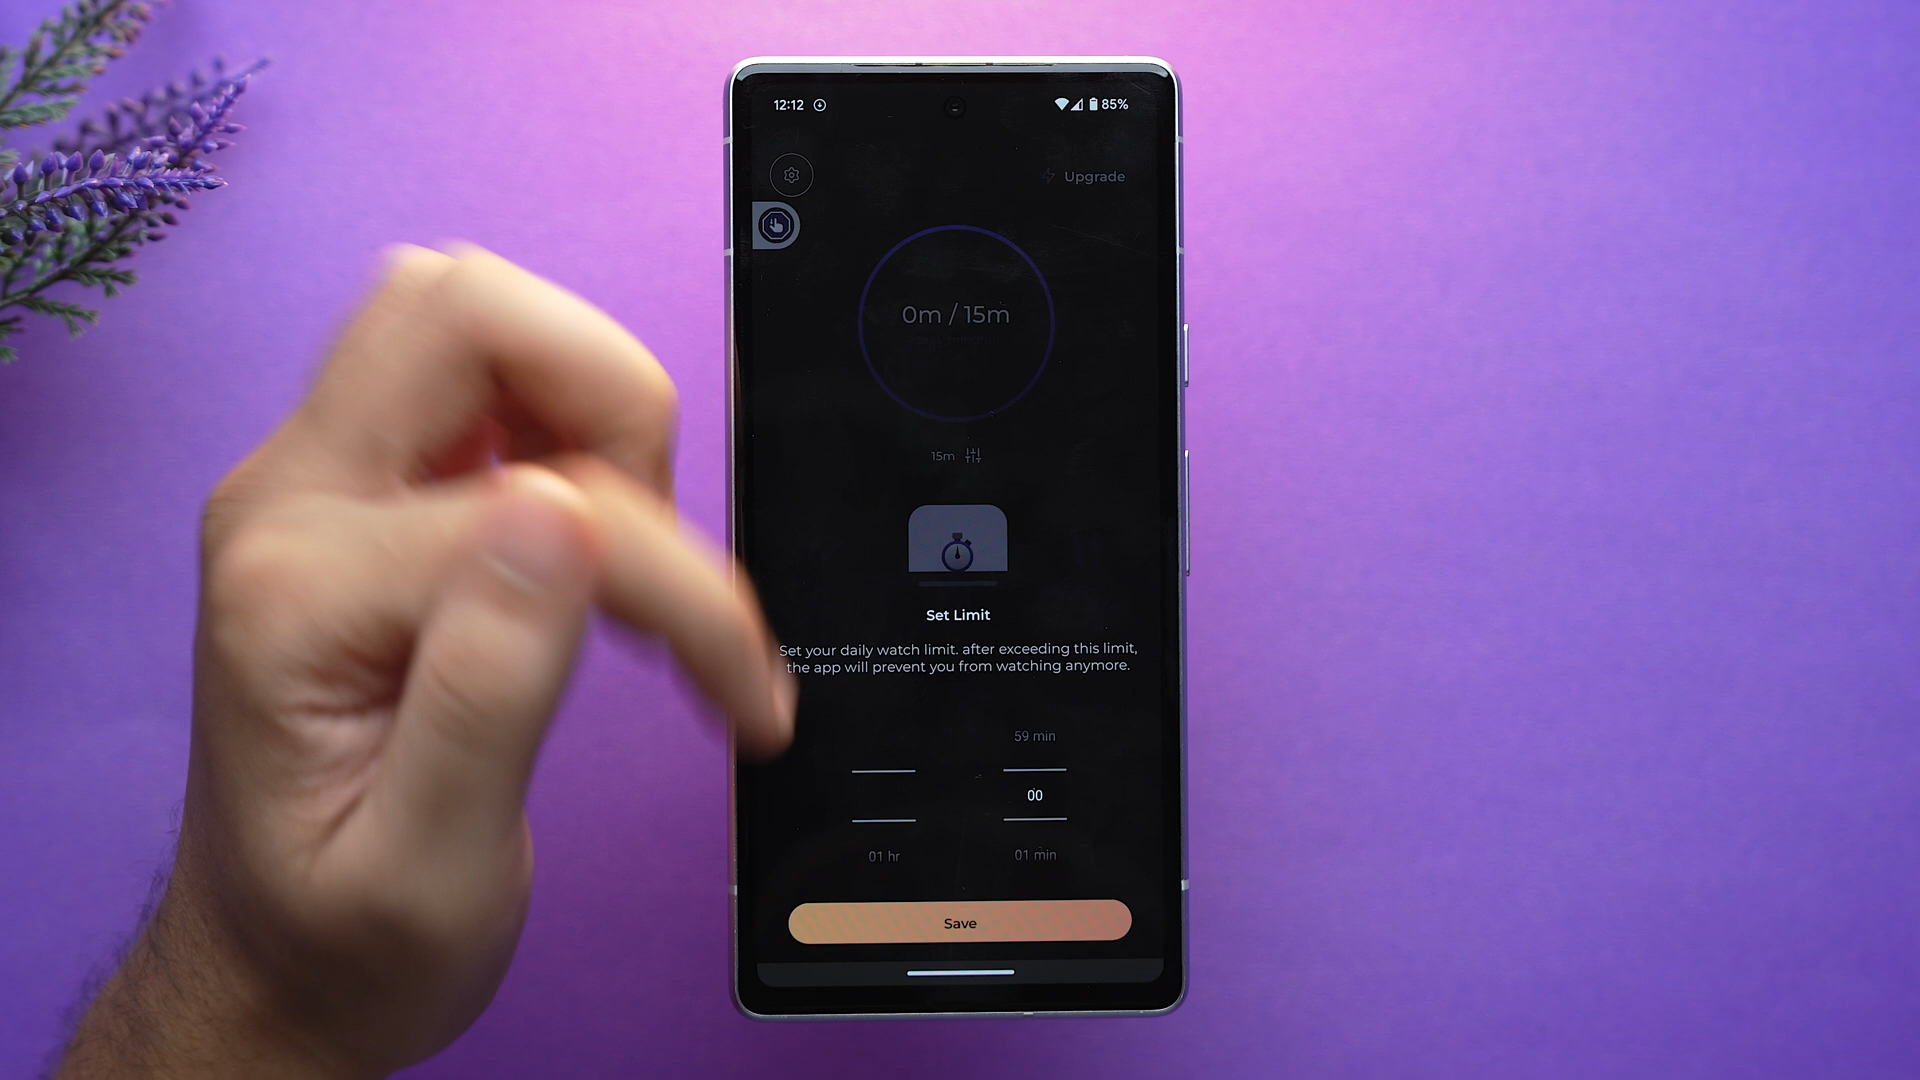 12:12
85%
Upgrade
0m / 15m
15m
Set Limit
Set your daily watch limit. after exceeding this limit,
the app will prevent you from watching anymore.
59 min
00
01 hr
01 min
Save